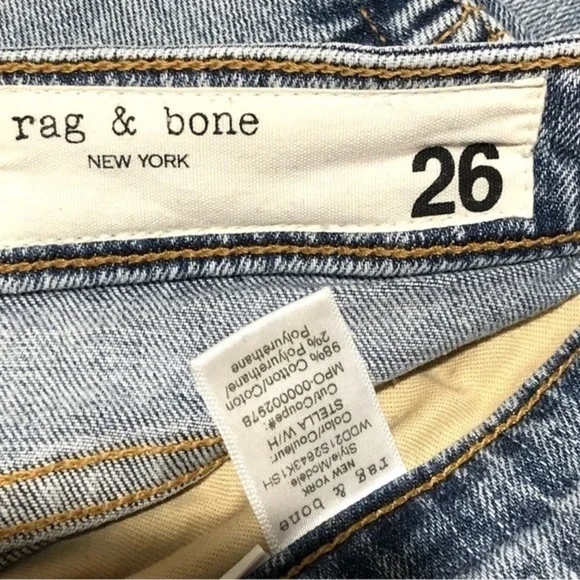 rag & bone
NEW YORK
26
rag & bone
NEW YORK
Style/Modele
WDD21S2643K1SH
Color/Couleur:
STELLA W/H
Cut/Coupe#:
MPO-000002978
98% Cotton/Coton
2% Polyurethane/
Polyurethane